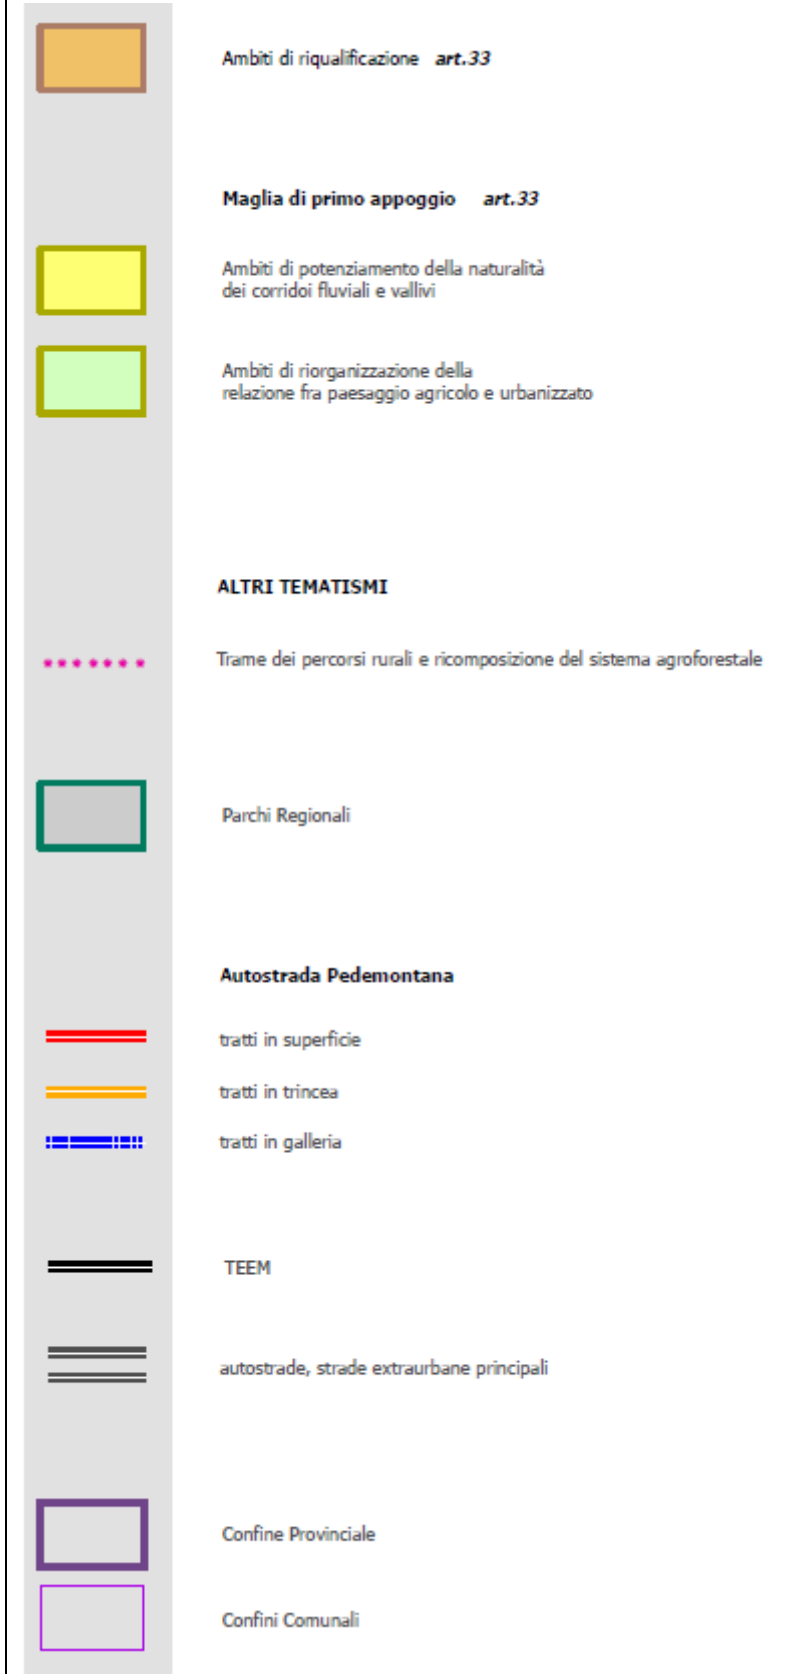 Ambiti di riqualificazione art.33
Maglia di primo appoggio art.33
Ambiti di potenziamento della naturalità
dei corridoi fluviali e vallivi
Ambiti di riorganizzazione della
relazione fra paesaggio agricolo e urbanizzato
ALTRI TEMATISMI
Trame dei percorsi rurali e ricomposizione del sistema agroforestale
Parchi Regionali
Autostrada Pedemontana
tratti in superficie
tratti in trincea
tratti in galleria
TEEM
autostrade, strade extraurbane principali
Confine Provinciale
Confini Comunali